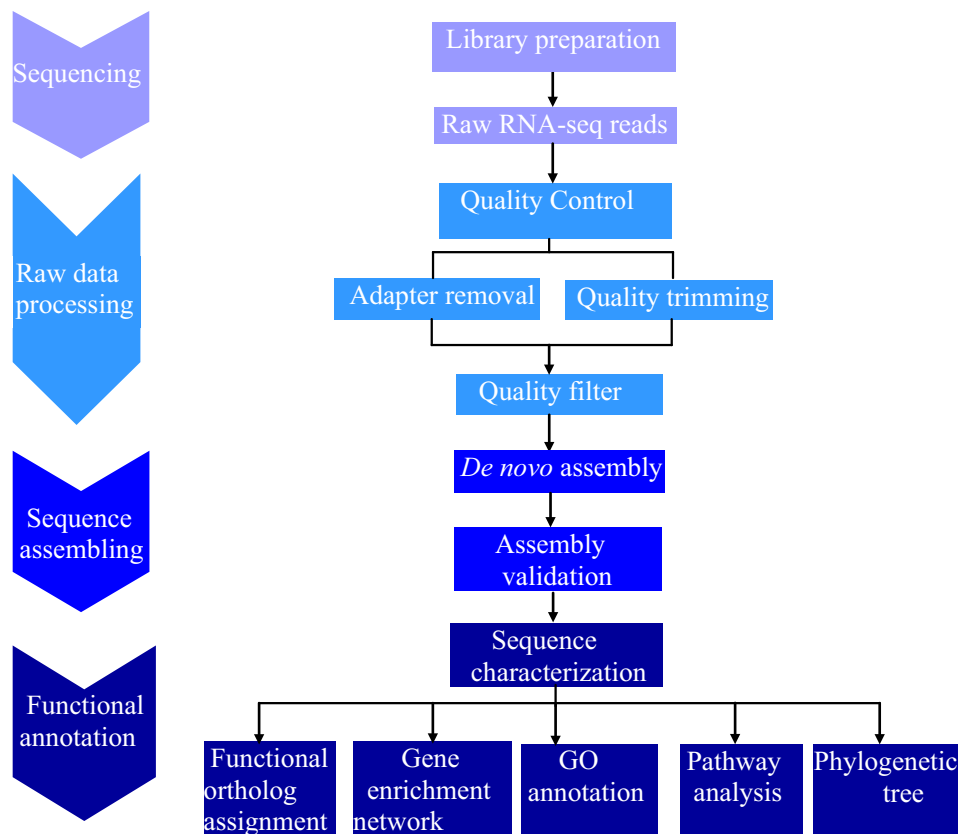 Sequencing
Library preparation
Raw RNA-seq reads
Raw data
processing
Quality Control
Adapter removal
Quality trimming
Quality filter
Sequence
assembling
De novo assembly
Assembly
validation
Functional
annotation
Sequence
characterization
Functional
ortholog
assignment
Gene
enrichment
network
GO
annotation
Pathway
analysis
Phylogenetic
tree